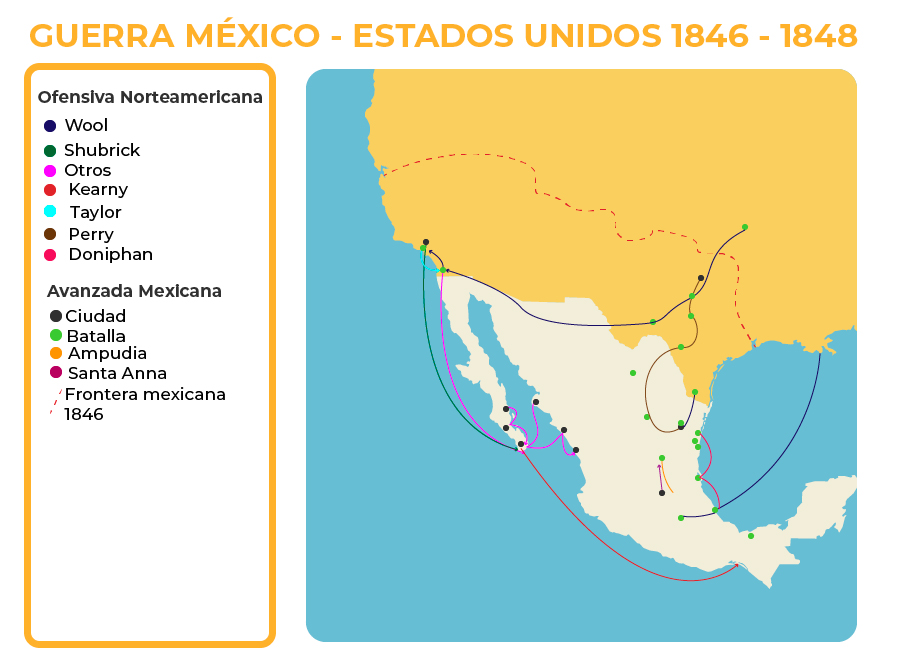 GUERRA MÉXICO - ESTADOS UNIDOS 1846 - 1848
Ofensiva Norteamericana
Wool
Shubrick
Otros
Kearny
Taylor
Perry
Doniphan
Avanzada Mexicana
Ciudad
Batalla
Ampudia
Santa Anna
Frontera mexicana
1846